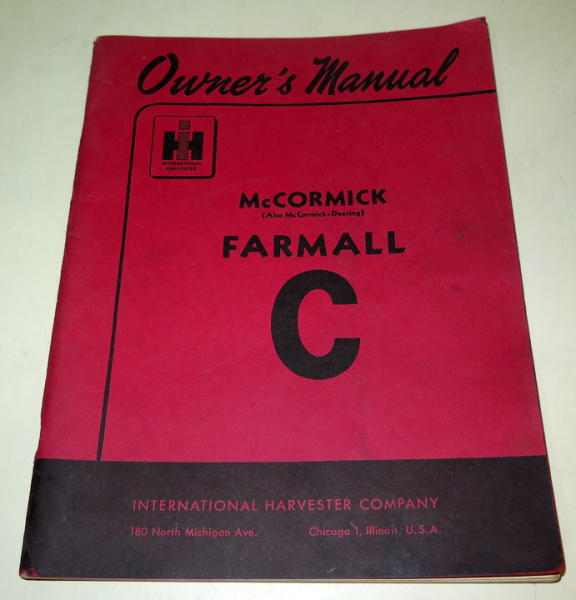 Owner's Manual
IH
INTERNATIONAL
HARVESTER
McCORMICK
(Also McCormick-Deering)
FARMALL
C
INTERNATIONAL HARVESTER COMPANY
180 North Michigan Ave. Chicago 1, Illinois, U.S.A.